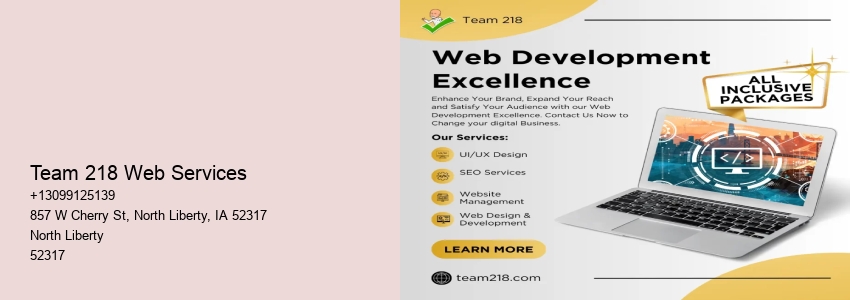 Team 218 Web Services
+13099125139
857 W Cherry St, North Liberty, IA 52317
North Liberty
52317
Team 218
Web Development
Excellence
Enhance Your Brand, Expand Your Reach
and Satisfy Your Audience with our Web
Development Excellence. Contact Us Now to
Change your digital Business.
Our Services:
UI/UX Design
SEO Services
Website
Management
Web Design &
Development
LEARN MORE
team218.com
ALL
INCLUSIVE
PACKAGES
</>